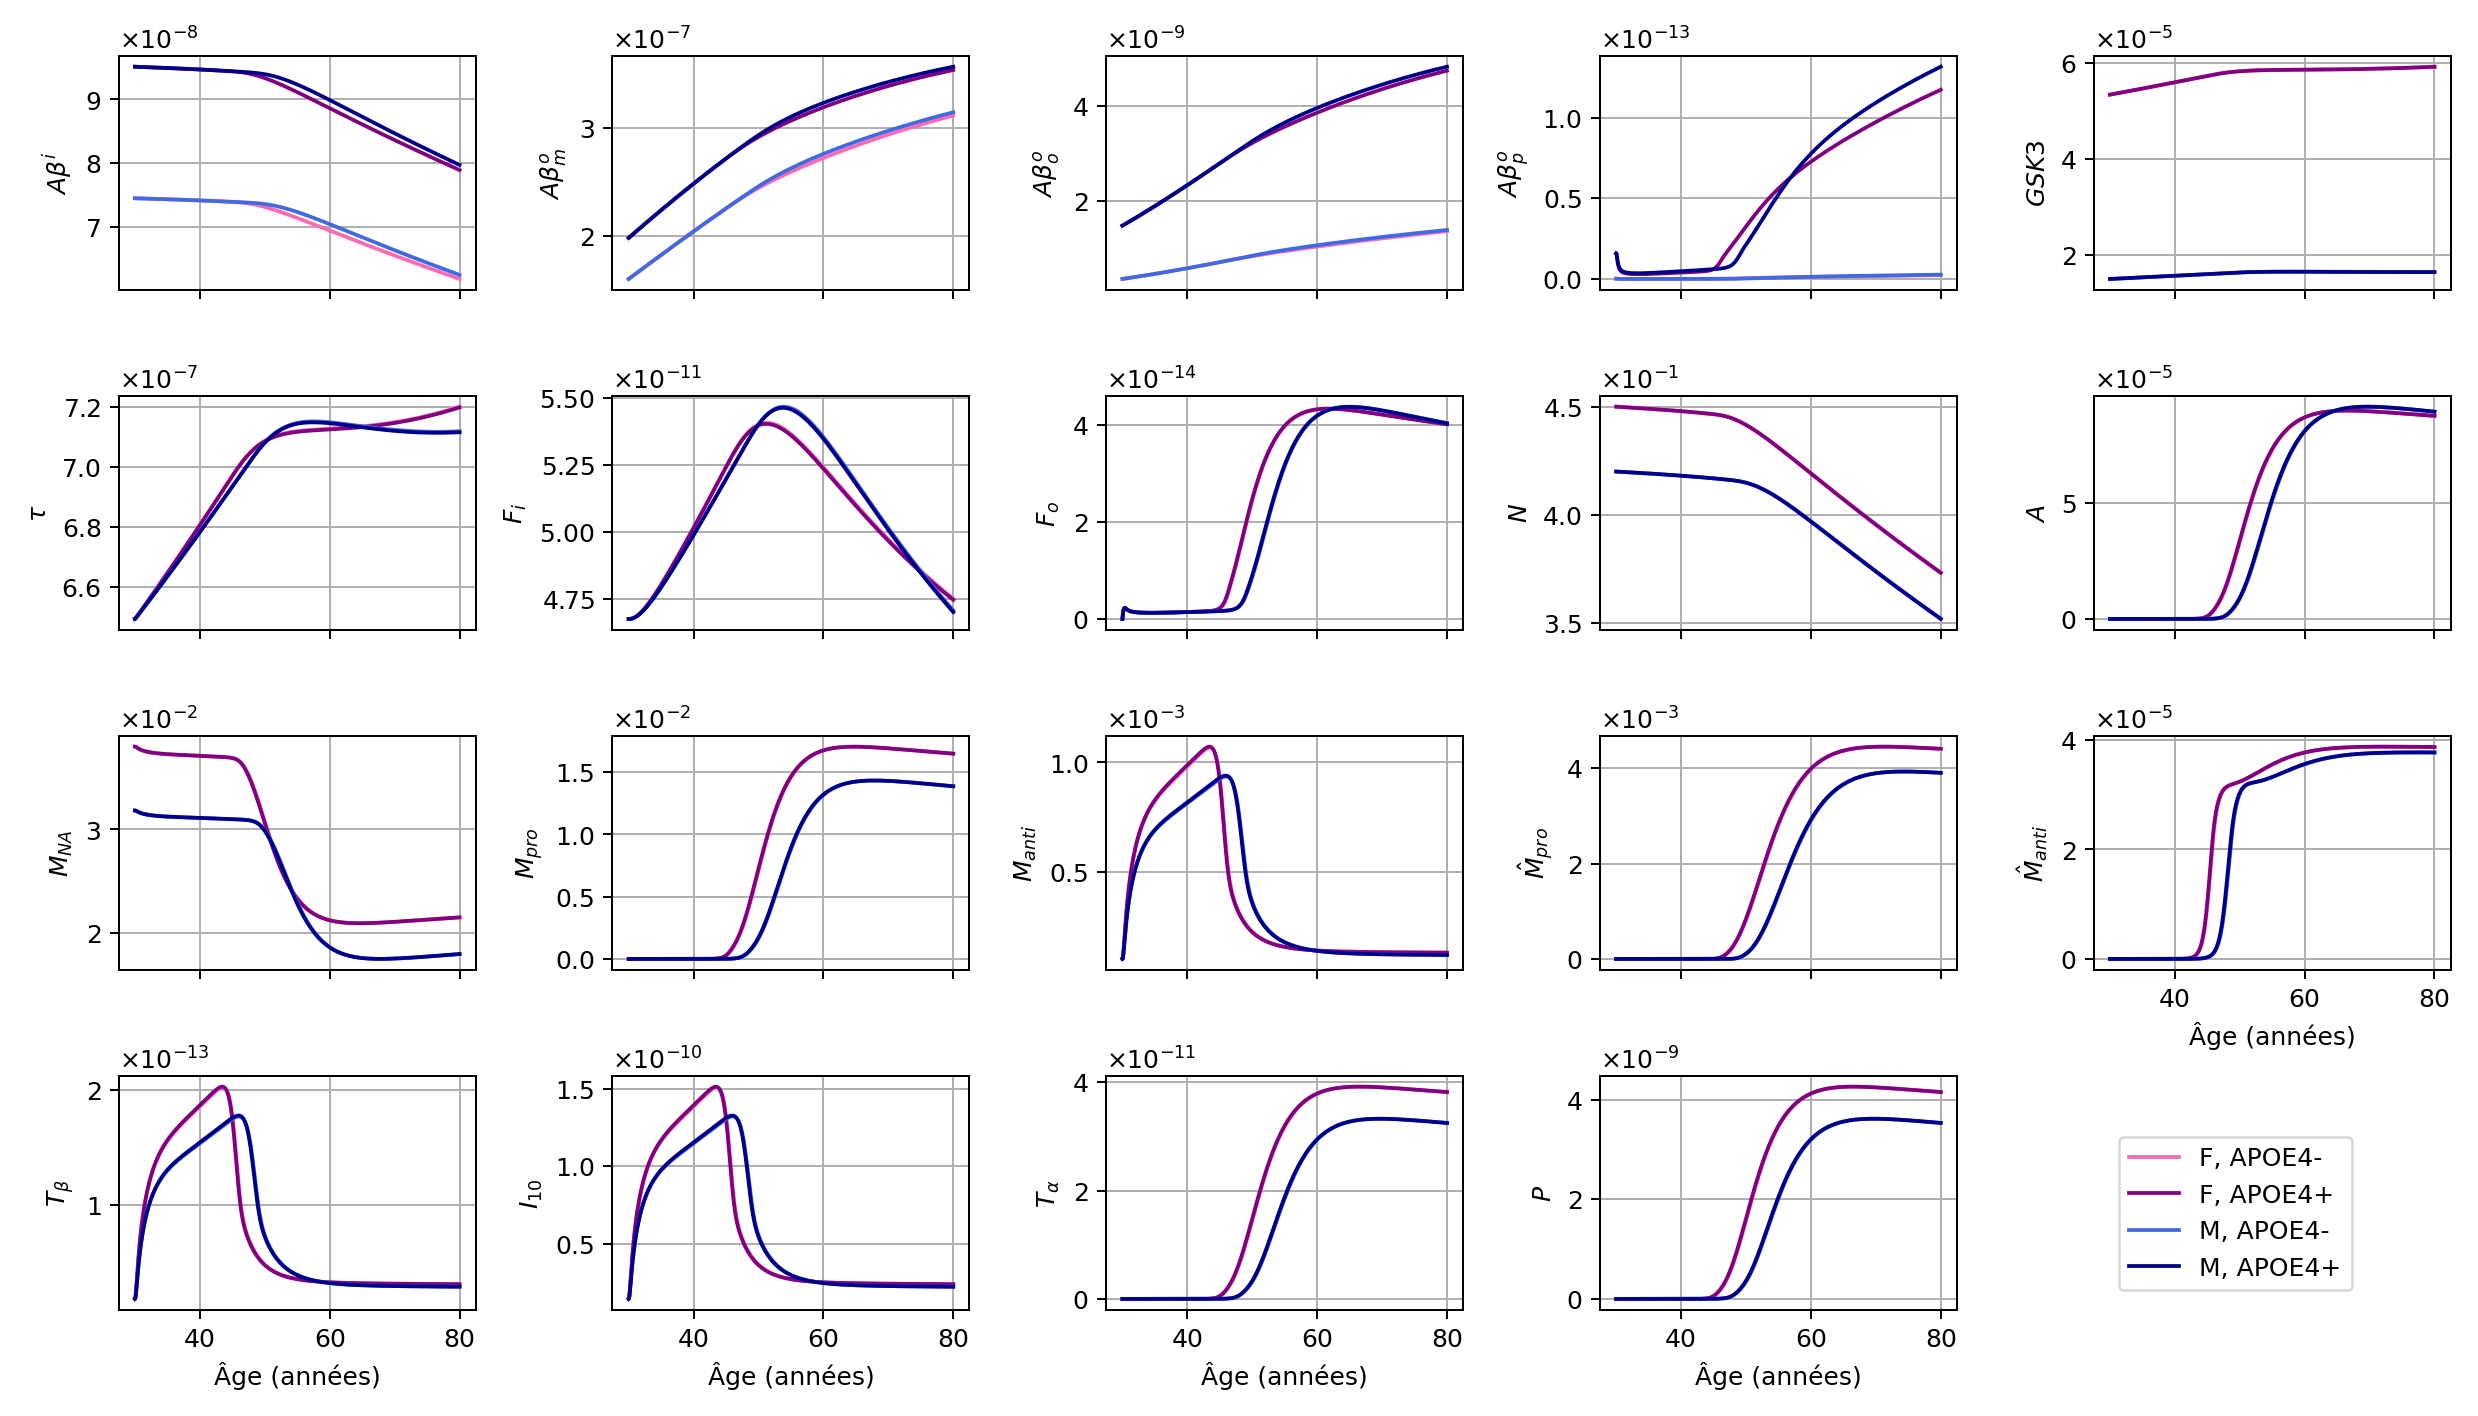 ×10⁻⁸
9
8
7
Aβⁱ
×10⁻⁷
3
2
Aβₘᵒ
×10⁻⁹
4
2
Aβₒᵒ
×10⁻¹³
1.0
0.5
0.0
Aβₚᵒ
×10⁻⁵
6
4
2
GSK3
×10⁻⁷
7.2
7.0
6.8
6.6
τ
×10⁻¹¹
5.50
5.25
5.00
4.75
Fᵢ
×10⁻¹⁴
4
2
0
Fₒ
×10⁻¹
4.5
4.0
3.5
N
×10⁻⁵
5
0
A
×10⁻²
3
2
M_NA
×10⁻²
1.5
1.0
0.5
0.0
M_pro
×10⁻³
1.0
0.5
M_anti
×10⁻³
4
2
0
M̂_pro
×10⁻⁵
4
2
0
M̂_anti
40 60 80
Âge (années)
×10⁻¹³
2
1
T_β
40 60 80
Âge (années)
×10⁻¹⁰
1.5
1.0
0.5
I₁₀
40 60 80
Âge (années)
×10⁻¹¹
4
2
0
T_α
40 60 80
Âge (années)
×10⁻⁹
4
2
0
P
40 60 80
Âge (années)
F, APOE4-
F, APOE4+
M, APOE4-
M, APOE4+